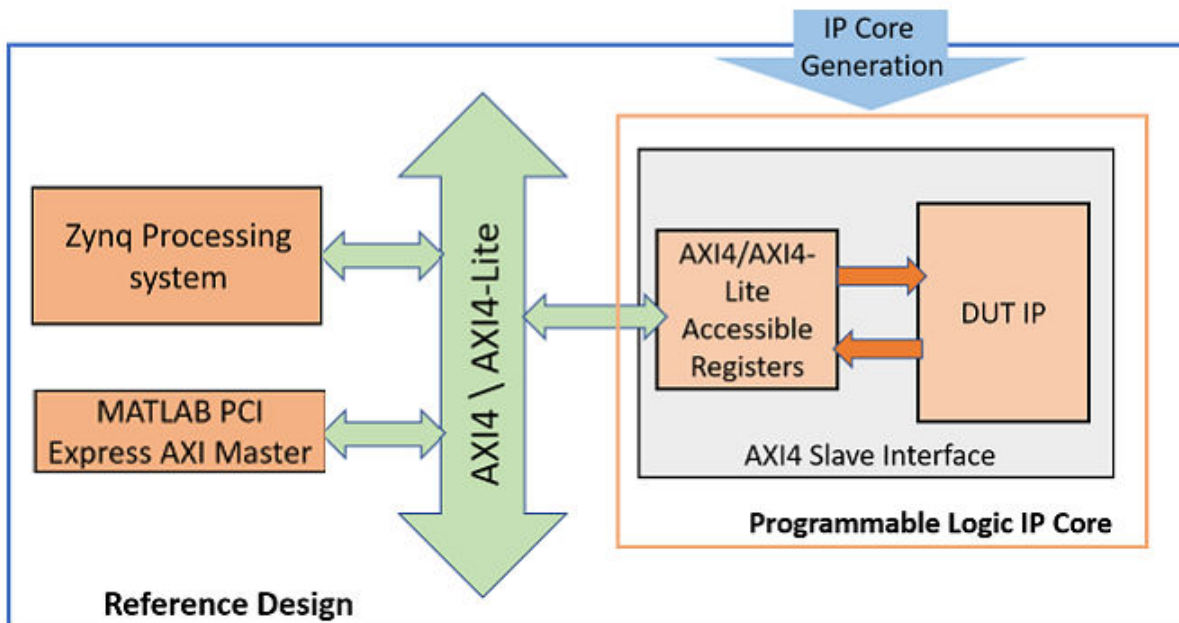 IP Core
Generation
Zynq Processing
system
MATLAB PCI
Express AXI Master
AXI4 \ AXI4-Lite
AXI4/AXI4-
Lite
Accessible
Registers
DUT IP
AXI4 Slave Interface
Programmable Logic IP Core
Reference Design